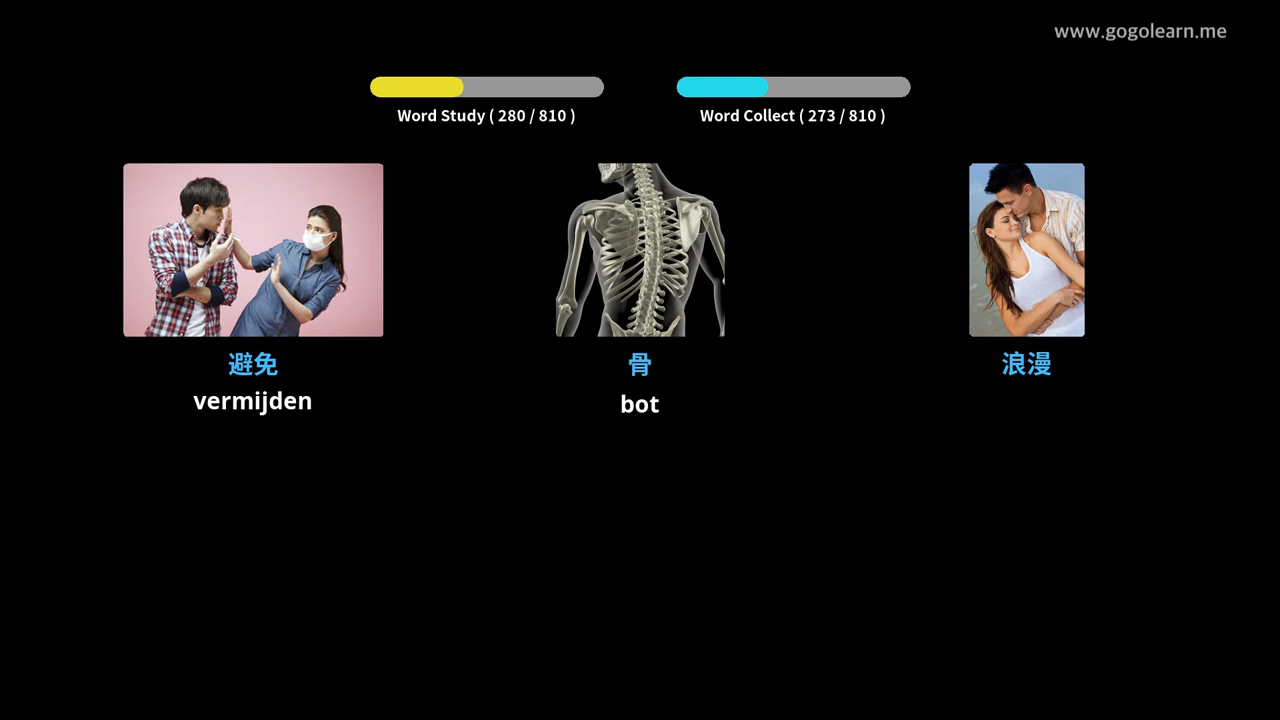 www.gogolearn.me
Word Study ( 280 / 810 )
Word Collect ( 273 / 810 )
避免
骨
浪漫
vermijden
bot